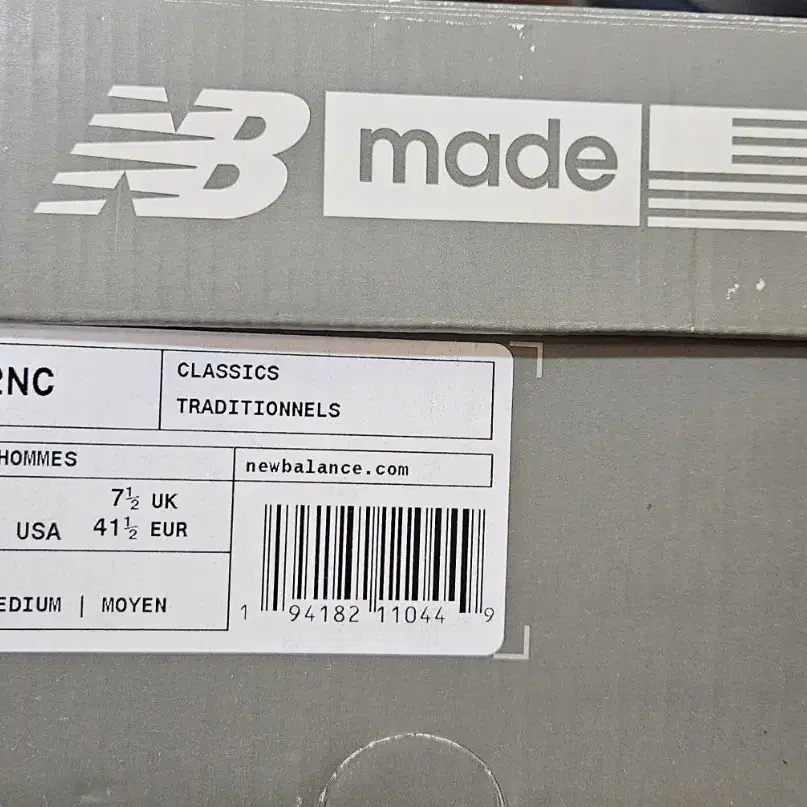 NB made
2NC
CLASSICS
TRADITIONNELS
HOMMES
newbalance.com
7½ UK
USA 41½ EUR
EDIUM | MOYEN
1 94182 11044 9